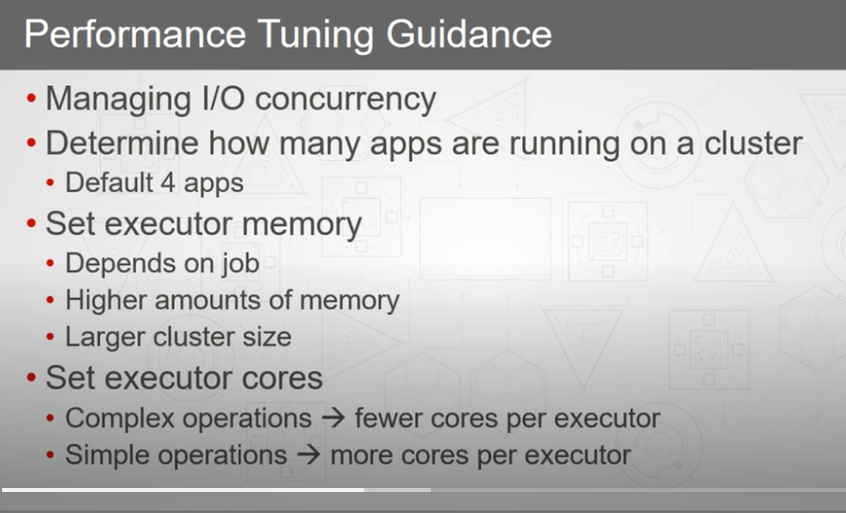 Performance Tuning Guidance
• Managing I/O concurrency
• Determine how many apps are running on a cluster
• Default 4 apps
• Set executor memory
• Depends on job
• Higher amounts of memory
• Larger cluster size
• Set executor cores
• Complex operations → fewer cores per executor
• Simple operations → more cores per executor